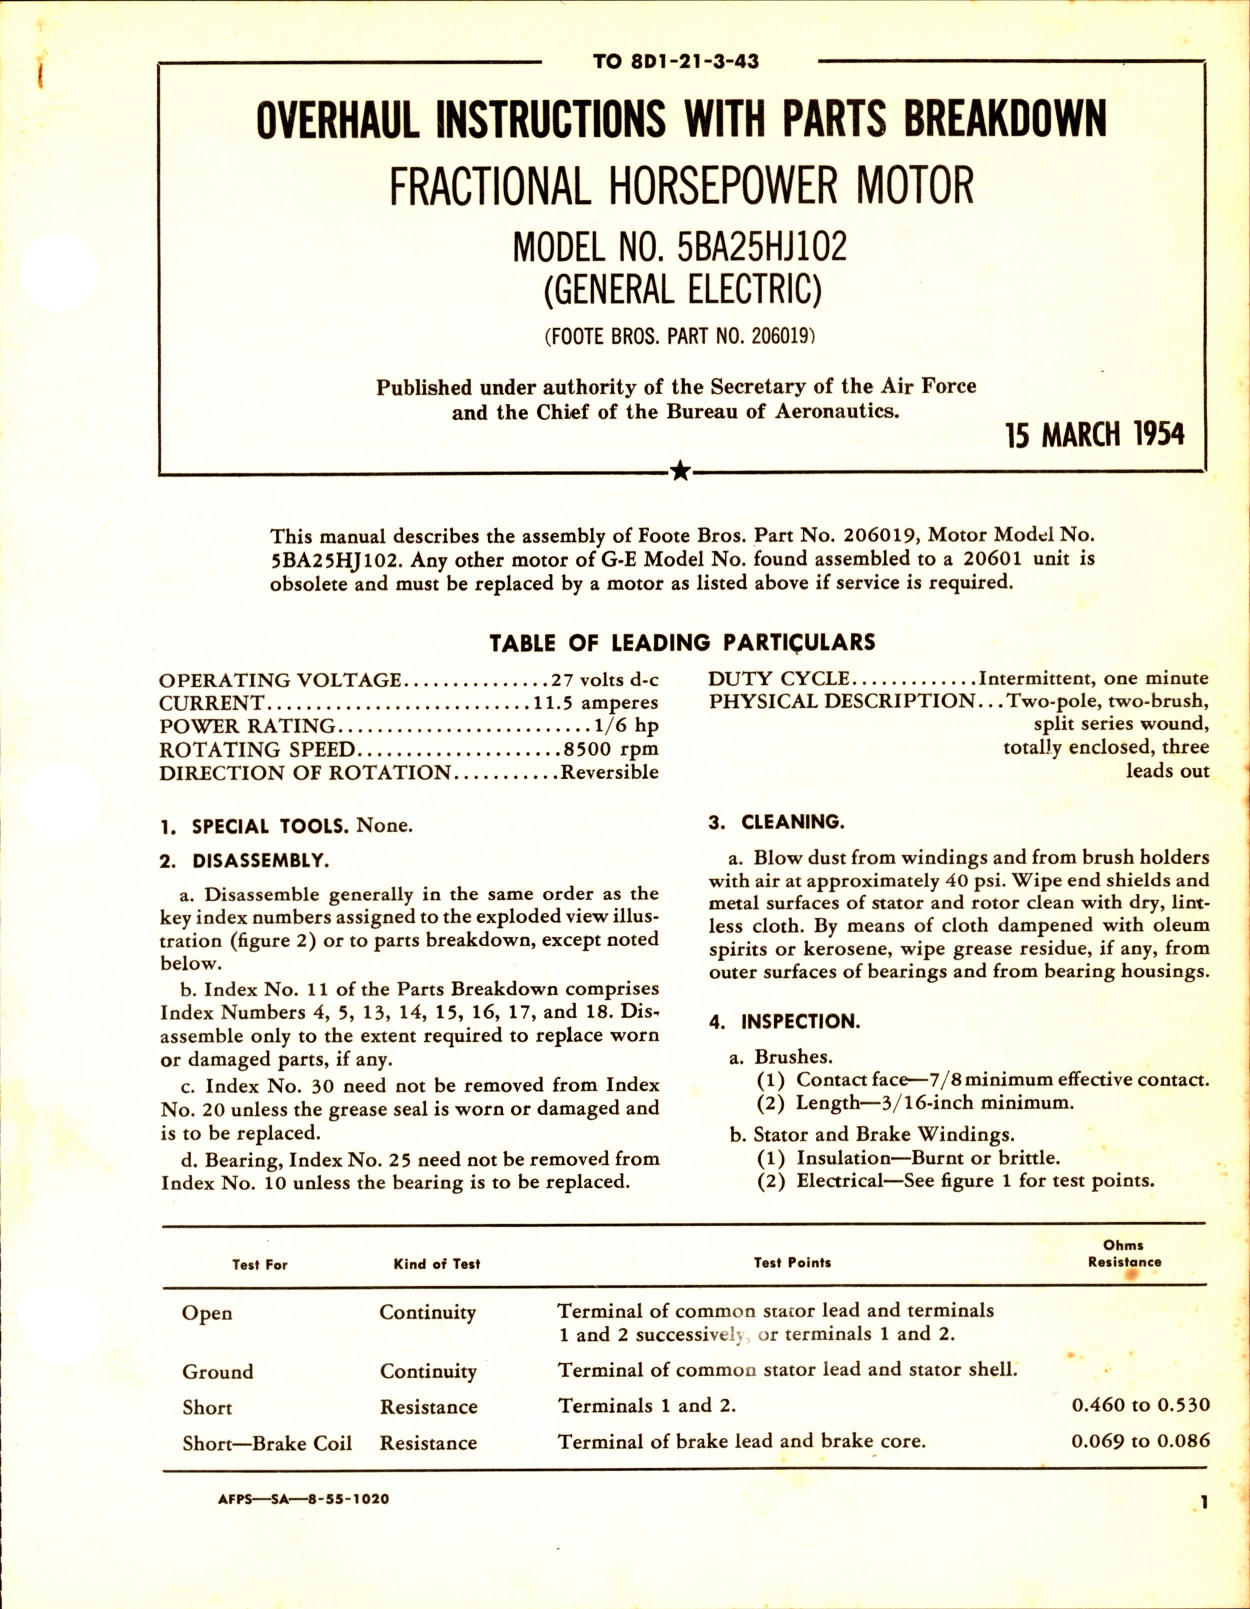 TO 8D1-21-3-43
OVERHAUL INSTRUCTIONS WITH PARTS BREAKDOWN
FRACTIONAL HORSEPOWER MOTOR
MODEL NO. 5BA25HJ102
(GENERAL ELECTRIC)
(FOOTE BROS. PART NO. 206019)
Published under authority of the Secretary of the Air Force
and the Chief of the Bureau of Aeronautics.
15 MARCH 1954
This manual describes the assembly of Foote Bros. Part No. 206019, Motor Model No.
5BA25HJ102. Any other motor of G-E Model No. found assembled to a 20601 unit is
obsolete and must be replaced by a motor as listed above if service is required.
TABLE OF LEADING PARTICULARS
OPERATING VOLTAGE...............27 volts d-c
CURRENT...........................11.5 amperes
POWER RATING..........................1/6 hp
ROTATING SPEED.....................8500 rpm
DIRECTION OF ROTATION...........Reversible
DUTY CYCLE.............Intermittent, one minute
PHYSICAL DESCRIPTION...Two-pole, two-brush,
split series wound,
totally enclosed, three
leads out
1. SPECIAL TOOLS. None.
2. DISASSEMBLY.
a. Disassemble generally in the same order as the
key index numbers assigned to the exploded view illus-
tration (figure 2) or to parts breakdown, except noted
below.
b. Index No. 11 of the Parts Breakdown comprises
Index Numbers 4, 5, 13, 14, 15, 16, 17, and 18. Dis-
assemble only to the extent required to replace worn
or damaged parts, if any.
c. Index No. 30 need not be removed from Index
No. 20 unless the grease seal is worn or damaged and
is to be replaced.
d. Bearing, Index No. 25 need not be removed from
Index No. 10 unless the bearing is to be replaced.
3. CLEANING.
a. Blow dust from windings and from brush holders
with air at approximately 40 psi. Wipe end shields and
metal surfaces of stator and rotor clean with dry, lint-
less cloth. By means of cloth dampened with oleum
spirits or kerosene, wipe grease residue, if any, from
outer surfaces of bearings and from bearing housings.
4. INSPECTION.
a. Brushes.
(1) Contact face—7/8 minimum effective contact.
(2) Length—3/16-inch minimum.
b. Stator and Brake Windings.
(1) Insulation—Burnt or brittle.
(2) Electrical—See figure 1 for test points.
Test For Kind of Test Test Points Ohms
Resistance
Open Continuity Terminal of common stator lead and terminals
1 and 2 successively, or terminals 1 and 2.
Ground Continuity Terminal of common stator lead and stator shell.
Short Resistance Terminals 1 and 2. 0.460 to 0.530
Short—Brake Coil Resistance Terminal of brake lead and brake core. 0.069 to 0.086
AFPS—SA—8-55-1020 1